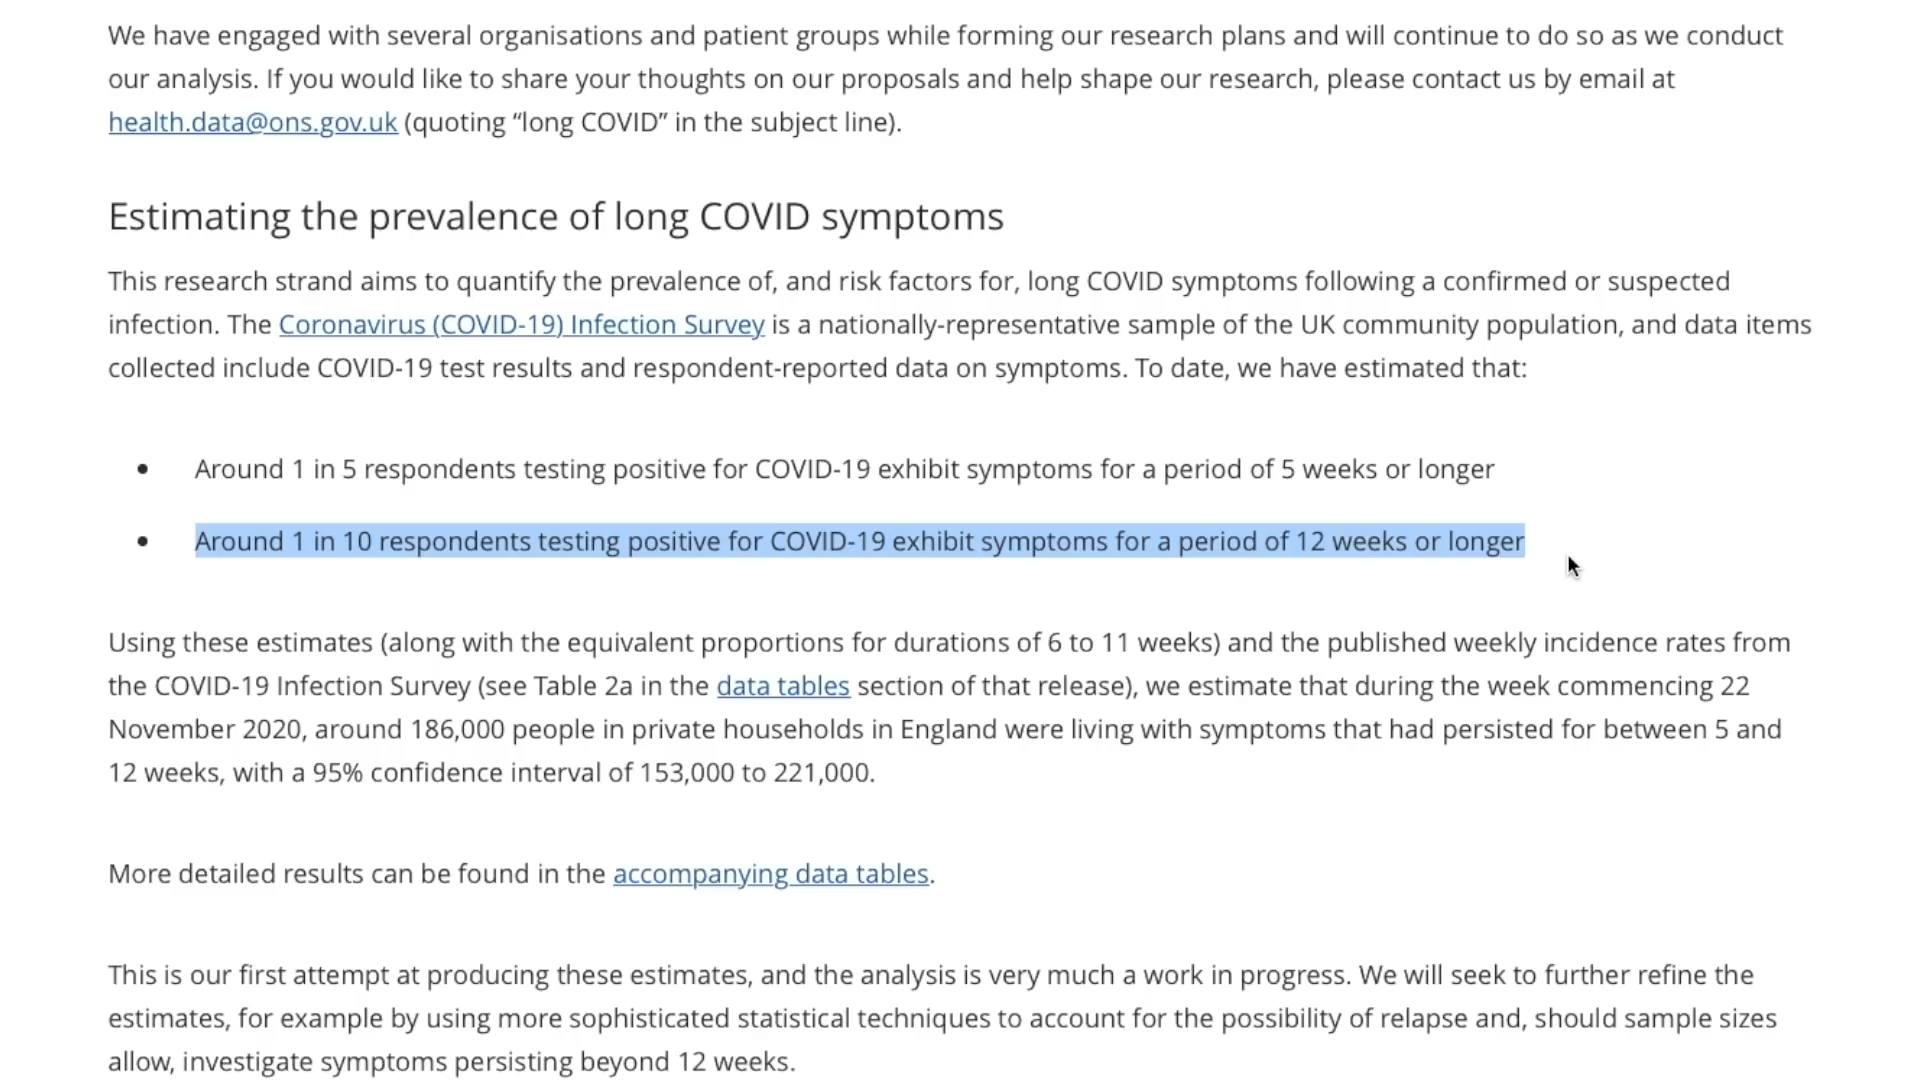 We have engaged with several organisations and patient groups while forming our research plans and will continue to do so as we conduct
our analysis. If you would like to share your thoughts on our proposals and help shape our research, please contact us by email at
health.data@ons.gov.uk (quoting “long COVID” in the subject line).
Estimating the prevalence of long COVID symptoms
This research strand aims to quantify the prevalence of, and risk factors for, long COVID symptoms following a confirmed or suspected
infection. The Coronavirus (COVID-19) Infection Survey is a nationally-representative sample of the UK community population, and data items
collected include COVID-19 test results and respondent-reported data on symptoms. To date, we have estimated that:
• Around 1 in 5 respondents testing positive for COVID-19 exhibit symptoms for a period of 5 weeks or longer
• Around 1 in 10 respondents testing positive for COVID-19 exhibit symptoms for a period of 12 weeks or longer
Using these estimates (along with the equivalent proportions for durations of 6 to 11 weeks) and the published weekly incidence rates from
the COVID-19 Infection Survey (see Table 2a in the data tables section of that release), we estimate that during the week commencing 22
November 2020, around 186,000 people in private households in England were living with symptoms that had persisted for between 5 and
12 weeks, with a 95% confidence interval of 153,000 to 221,000.
More detailed results can be found in the accompanying data tables.
This is our first attempt at producing these estimates, and the analysis is very much a work in progress. We will seek to further refine the
estimates, for example by using more sophisticated statistical techniques to account for the possibility of relapse and, should sample sizes
allow, investigate symptoms persisting beyond 12 weeks.